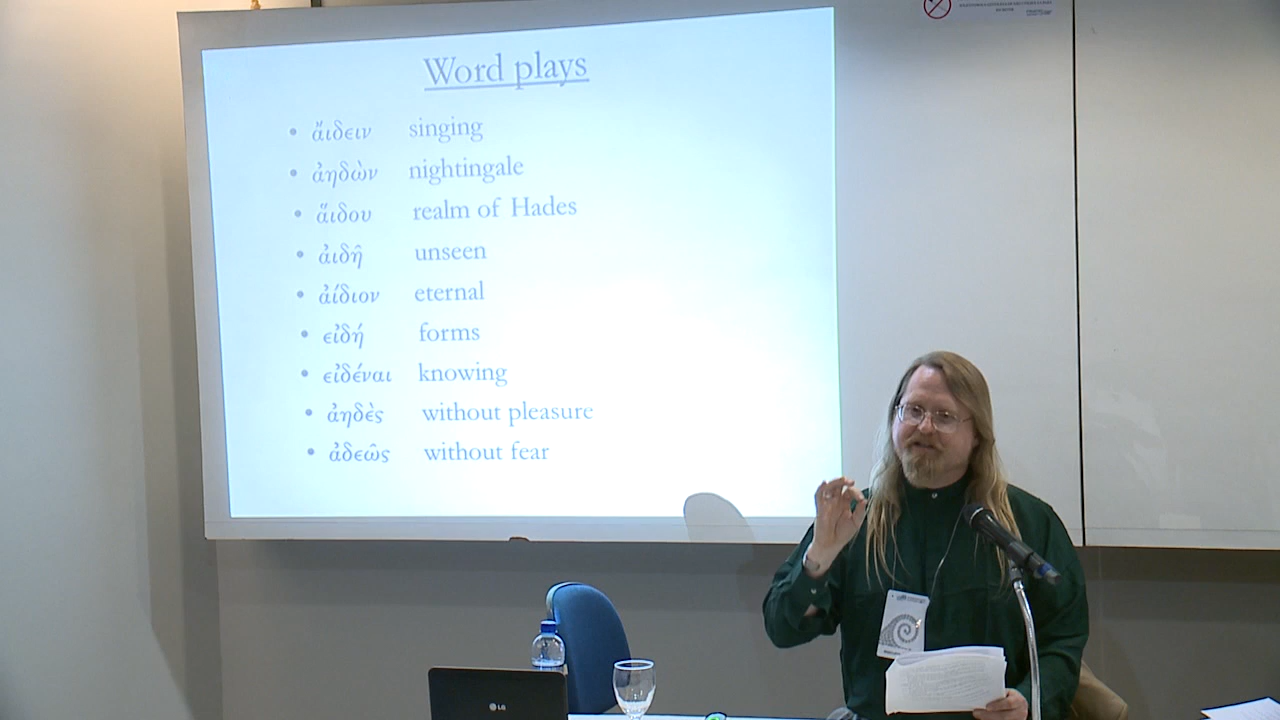 Word plays
• ἄιδειν singing
• ἀηδὼν nightingale
• ἅιδου realm of Hades
• ἀιδῆ unseen
• ἀίδιον eternal
• εἰδή forms
• εἰδέναι knowing
• ἀηδὲς without pleasure
• ἀδεῶς without fear
LG